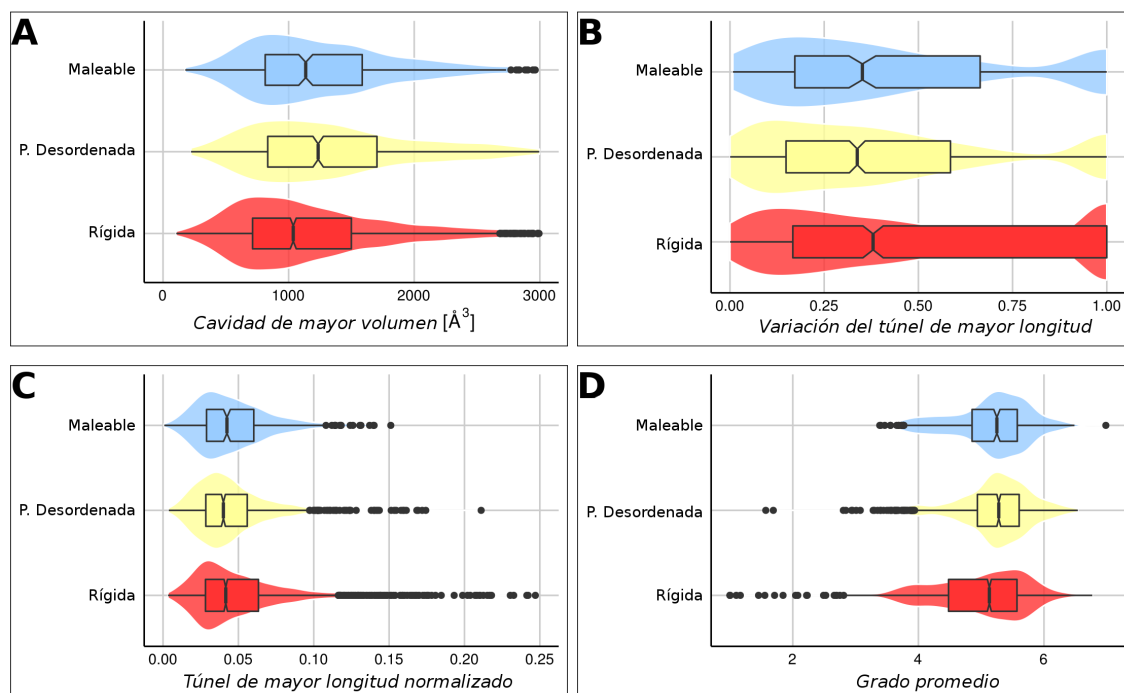 A
Maleable
P. Desordenada
Rígida
0 1000 2000 3000
Cavidad de mayor volumen [Å³]
B
Maleable
P. Desordenada
Rígida
0.00 0.25 0.50 0.75 1.00
Variación del túnel de mayor longitud
C
Maleable
P. Desordenada
Rígida
0.00 0.05 0.10 0.15 0.20 0.25
Túnel de mayor longitud normalizado
D
Maleable
P. Desordenada
Rígida
2 4 6
Grado promedio